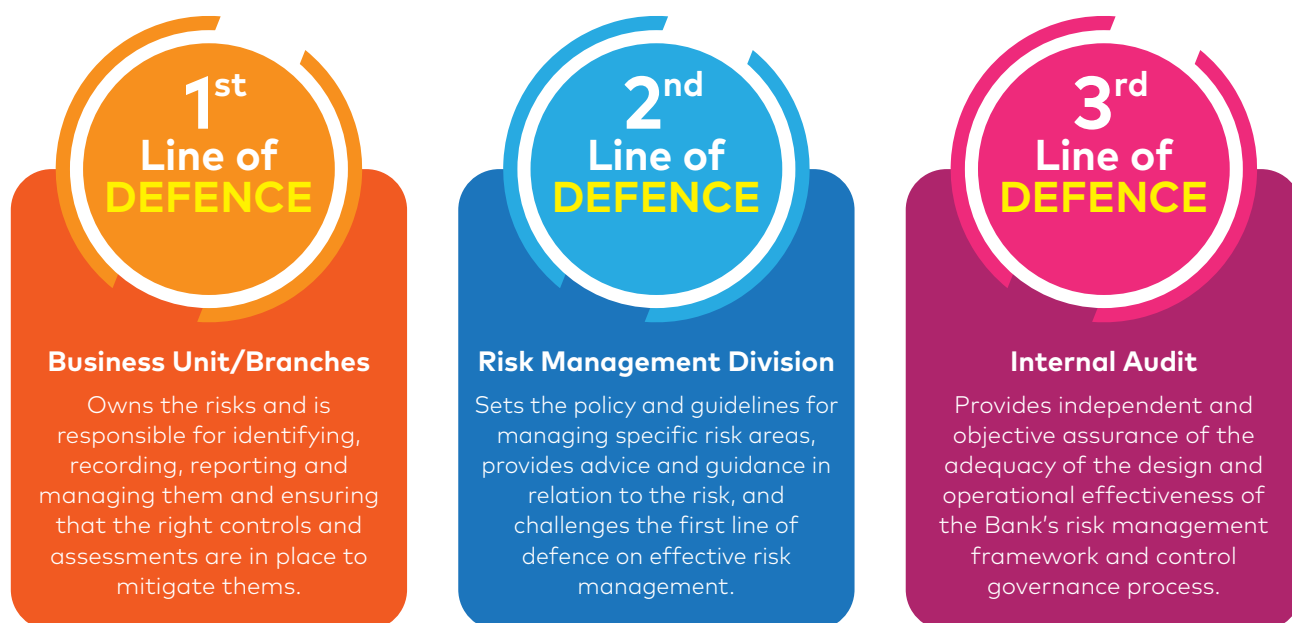 1st
Line of
DEFENCE
Business Unit/Branches
Owns the risks and is
responsible for identifying,
recording, reporting and
managing them and ensuring
that the right controls and
assessments are in place to
mitigate thems.
2nd
Line of
DEFENCE
Risk Management Division
Sets the policy and guidelines for
managing specific risk areas,
provides advice and guidance in
relation to the risk, and
challenges the first line of
defence on effective risk
management.
3rd
Line of
DEFENCE
Internal Audit
Provides independent and
objective assurance of the
adequacy of the design and
operational effectiveness of
the Bank's risk management
framework and control
governance process.